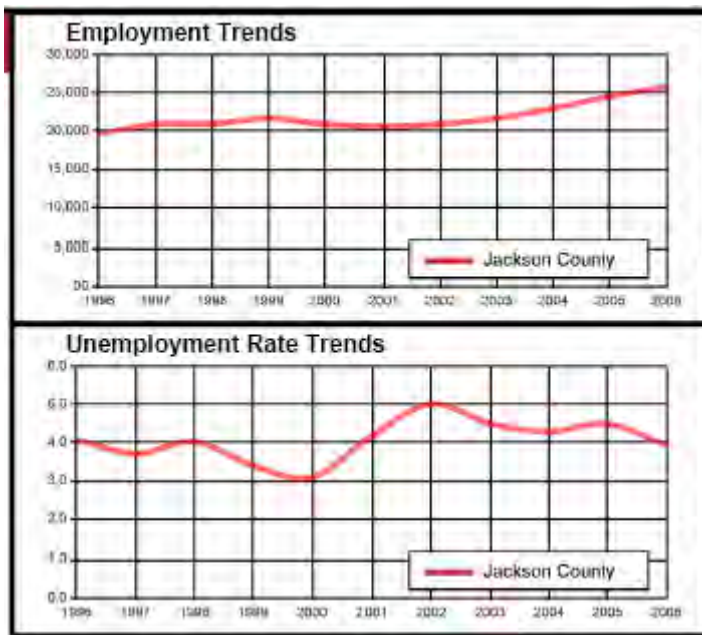 Employment Trends
30,000
25,000
20,000
15,000
10,000
5,000
00
Jackson County
1996 1997 1998 1999 2000 2001 2002 2003 2004 2005 2006
Unemployment Rate Trends
6.0
5.0
4.0
3.0
2.0
1.0
0.0
Jackson County
1996 1997 1998 1999 2000 2001 2002 2003 2004 2005 2006